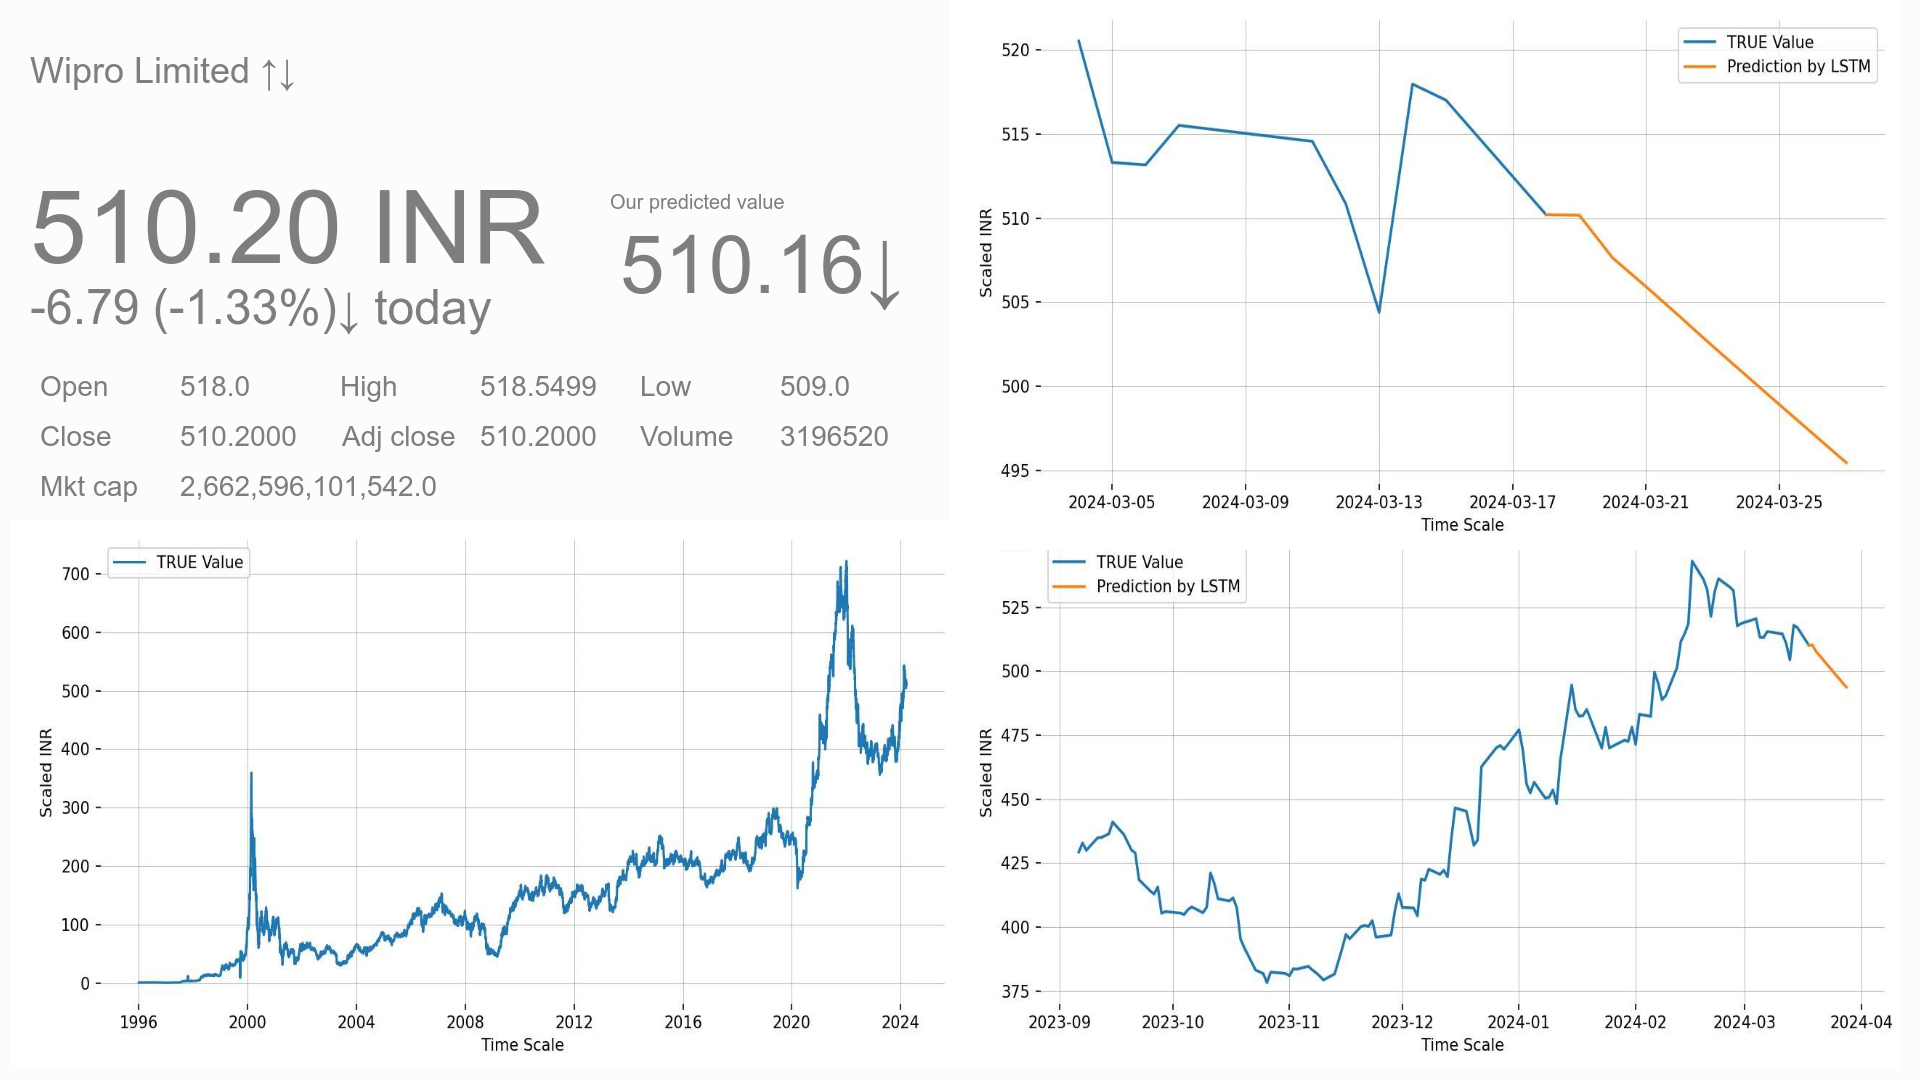 Wipro Limited ↑↓
510.20 INR
-6.79 (-1.33%)↓ today
Our predicted value
510.16↓
Open 518.0 High 518.5499 Low 509.0
Close 510.2000 Adj close 510.2000 Volume 3196520
Mkt cap 2,662,596,101,542.0
TRUE Value
Prediction by LSTM
520
515
510
505
500
495
Scaled INR
2024-03-05 2024-03-09 2024-03-13 2024-03-17 2024-03-21 2024-03-25
Time Scale
TRUE Value
700
600
500
400
300
200
100
0
Scaled INR
1996 2000 2004 2008 2012 2016 2020 2024
Time Scale
TRUE Value
Prediction by LSTM
525
500
475
450
425
400
375
Scaled INR
2023-09 2023-10 2023-11 2023-12 2024-01 2024-02 2024-03 2024-04
Time Scale